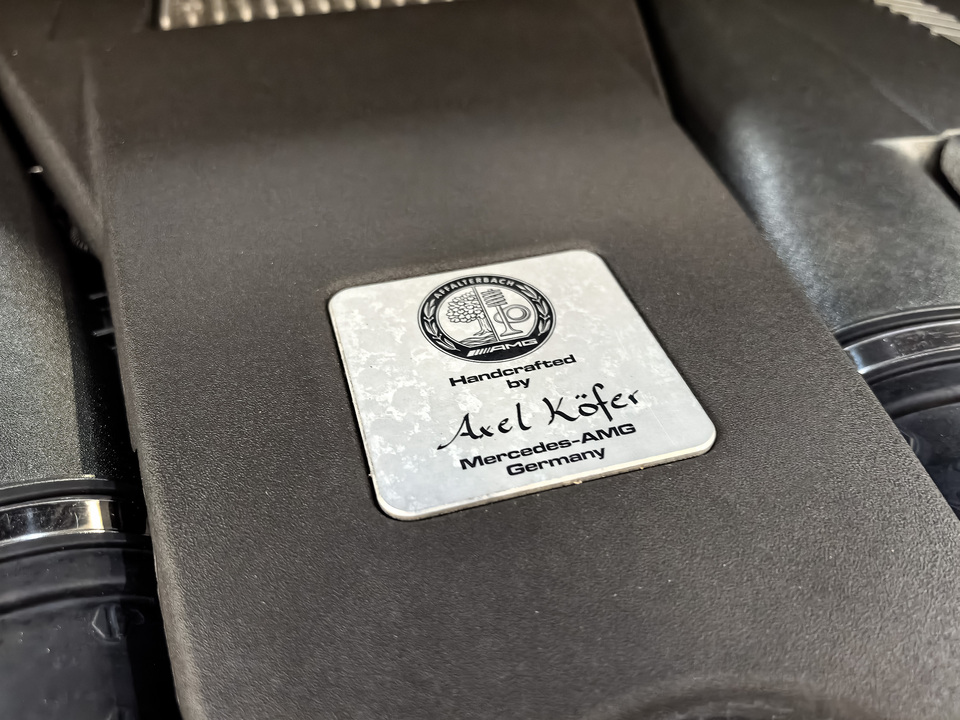 AFFALTERBACH
AMG
Handcrafted
by
Axel Köfer
Mercedes-AMG
Germany